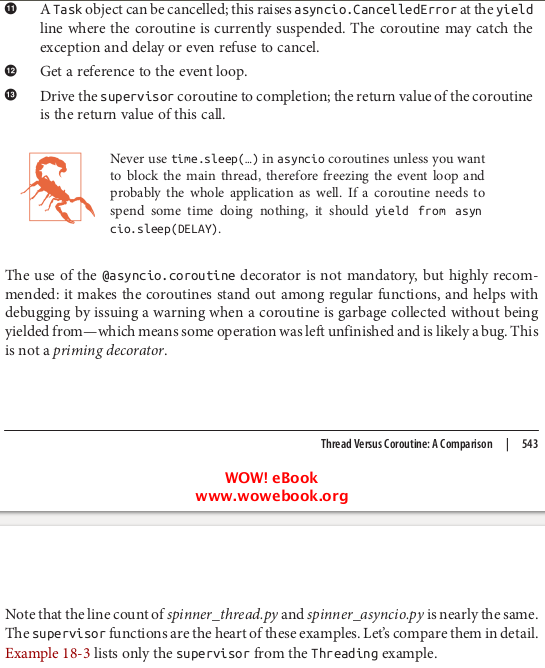 ⓫ A Task object can be cancelled; this raises asyncio.CancelledError at the yield
line where the coroutine is currently suspended. The coroutine may catch the
exception and delay or even refuse to cancel.
⓬ Get a reference to the event loop.
⓭ Drive the supervisor coroutine to completion; the return value of the coroutine
is the return value of this call.
Never use time.sleep(…) in asyncio coroutines unless you want
to block the main thread, therefore freezing the event loop and
probably the whole application as well. If a coroutine needs to
spend some time doing nothing, it should yield from asyn
cio.sleep(DELAY).
The use of the @asyncio.coroutine decorator is not mandatory, but highly recom-
mended: it makes the coroutines stand out among regular functions, and helps with
debugging by issuing a warning when a coroutine is garbage collected without being
yielded from—which means some operation was left unfinished and is likely a bug. This
is not a priming decorator.
Thread Versus Coroutine: A Comparison | 543
WOW! eBook
www.wowebook.org
Note that the line count of spinner_thread.py and spinner_asyncio.py is nearly the same.
The supervisor functions are the heart of these examples. Let's compare them in detail.
Example 18-3 lists only the supervisor from the Threading example.